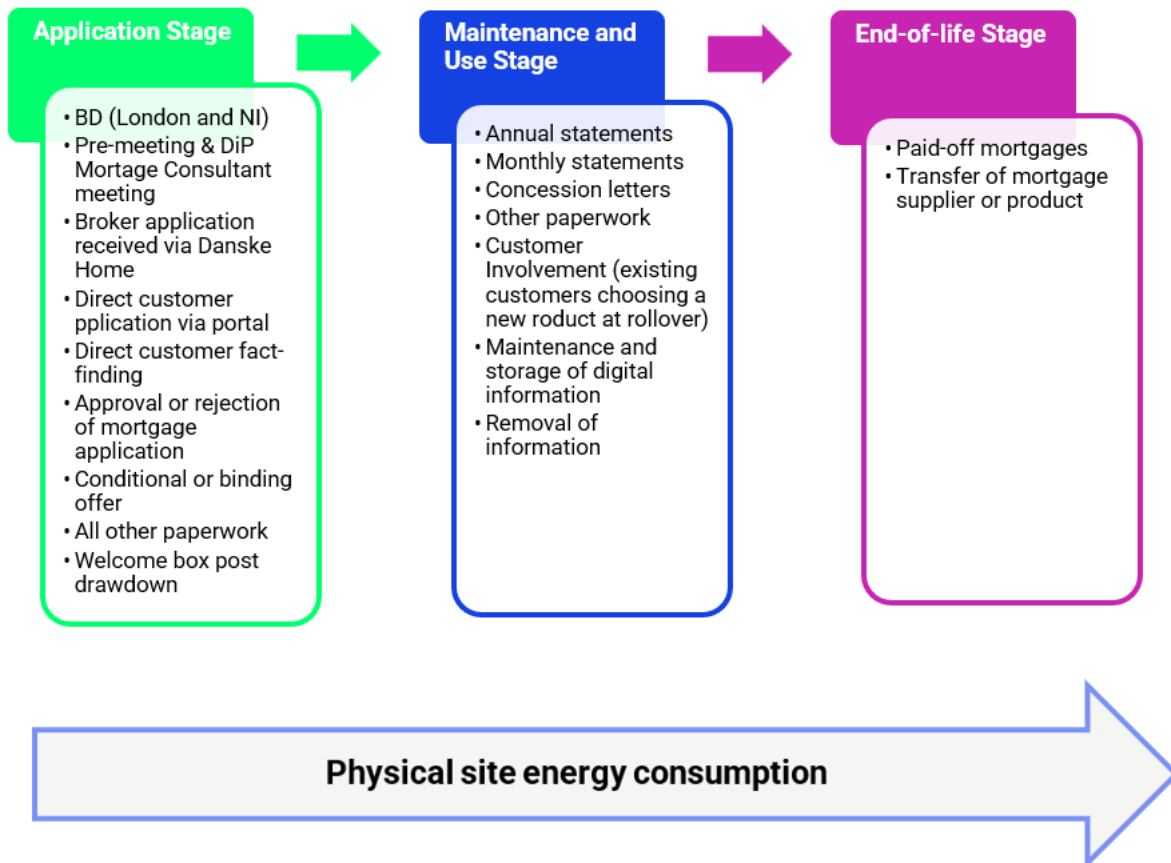 Application Stage
• BD (London and NI)
• Pre-meeting & DiP
Mortage Consultant
meeting
• Broker application
received via Danske
Home
• Direct customer
pplication via portal
• Direct customer fact-
finding
• Approval or rejection
of mortgage
application
• Conditional or binding
offer
• All other paperwork
• Welcome box post
drawdown
Maintenance and
Use Stage
• Annual statements
• Monthly statements
• Concession letters
• Other paperwork
• Customer
Involvement (existing
customers choosing a
new roduct at rollover)
• Maintenance and
storage of digital
information
• Removal of
information
End-of-life Stage
• Paid-off mortgages
• Transfer of mortgage
supplier or product
Physical site energy consumption